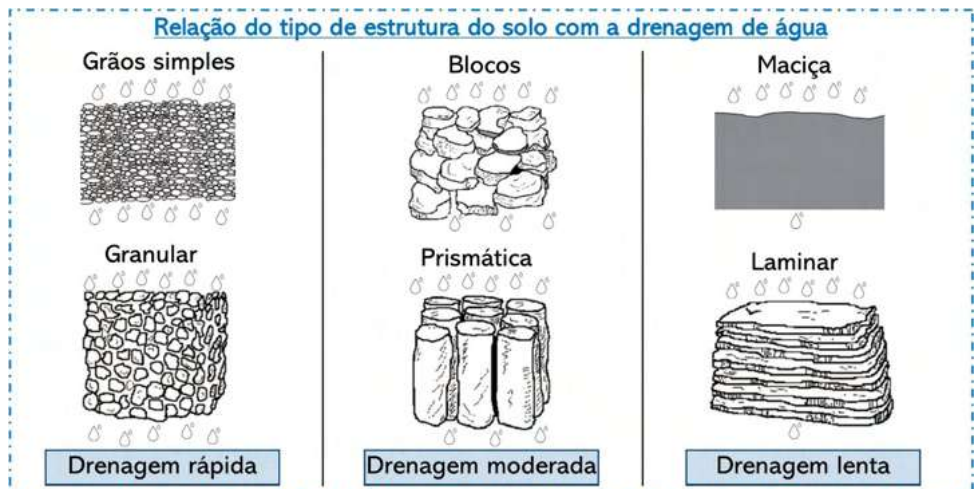 Relação do tipo de estrutura do solo com a drenagem de água
Grãos simples
Blocos
Maciça
Granular
Prismática
Laminar
Drenagem rápida
Drenagem moderada
Drenagem lenta